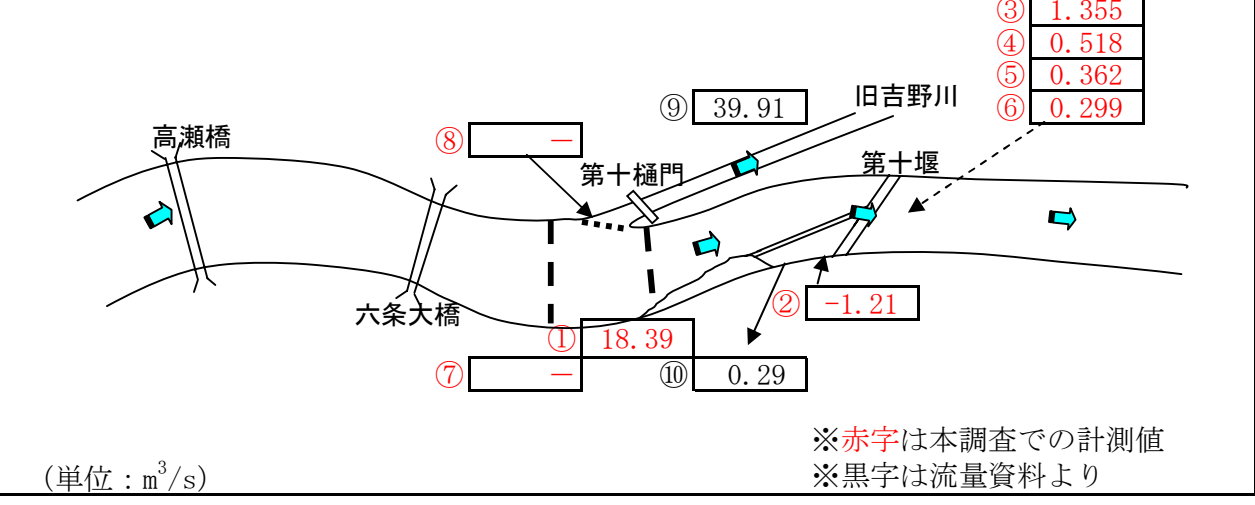 ③ 1.355
④ 0.518
⑤ 0.362
⑥ 0.299
⑨ 39.91
旧吉野川
高瀬橋
⑧ −
第十樋門
第十堰
六条大橋
② -1.21
① 18.39
⑦ −
⑩ 0.29
※赤字は本調査での計測値
(単位：m³/s)
※黒字は流量資料より